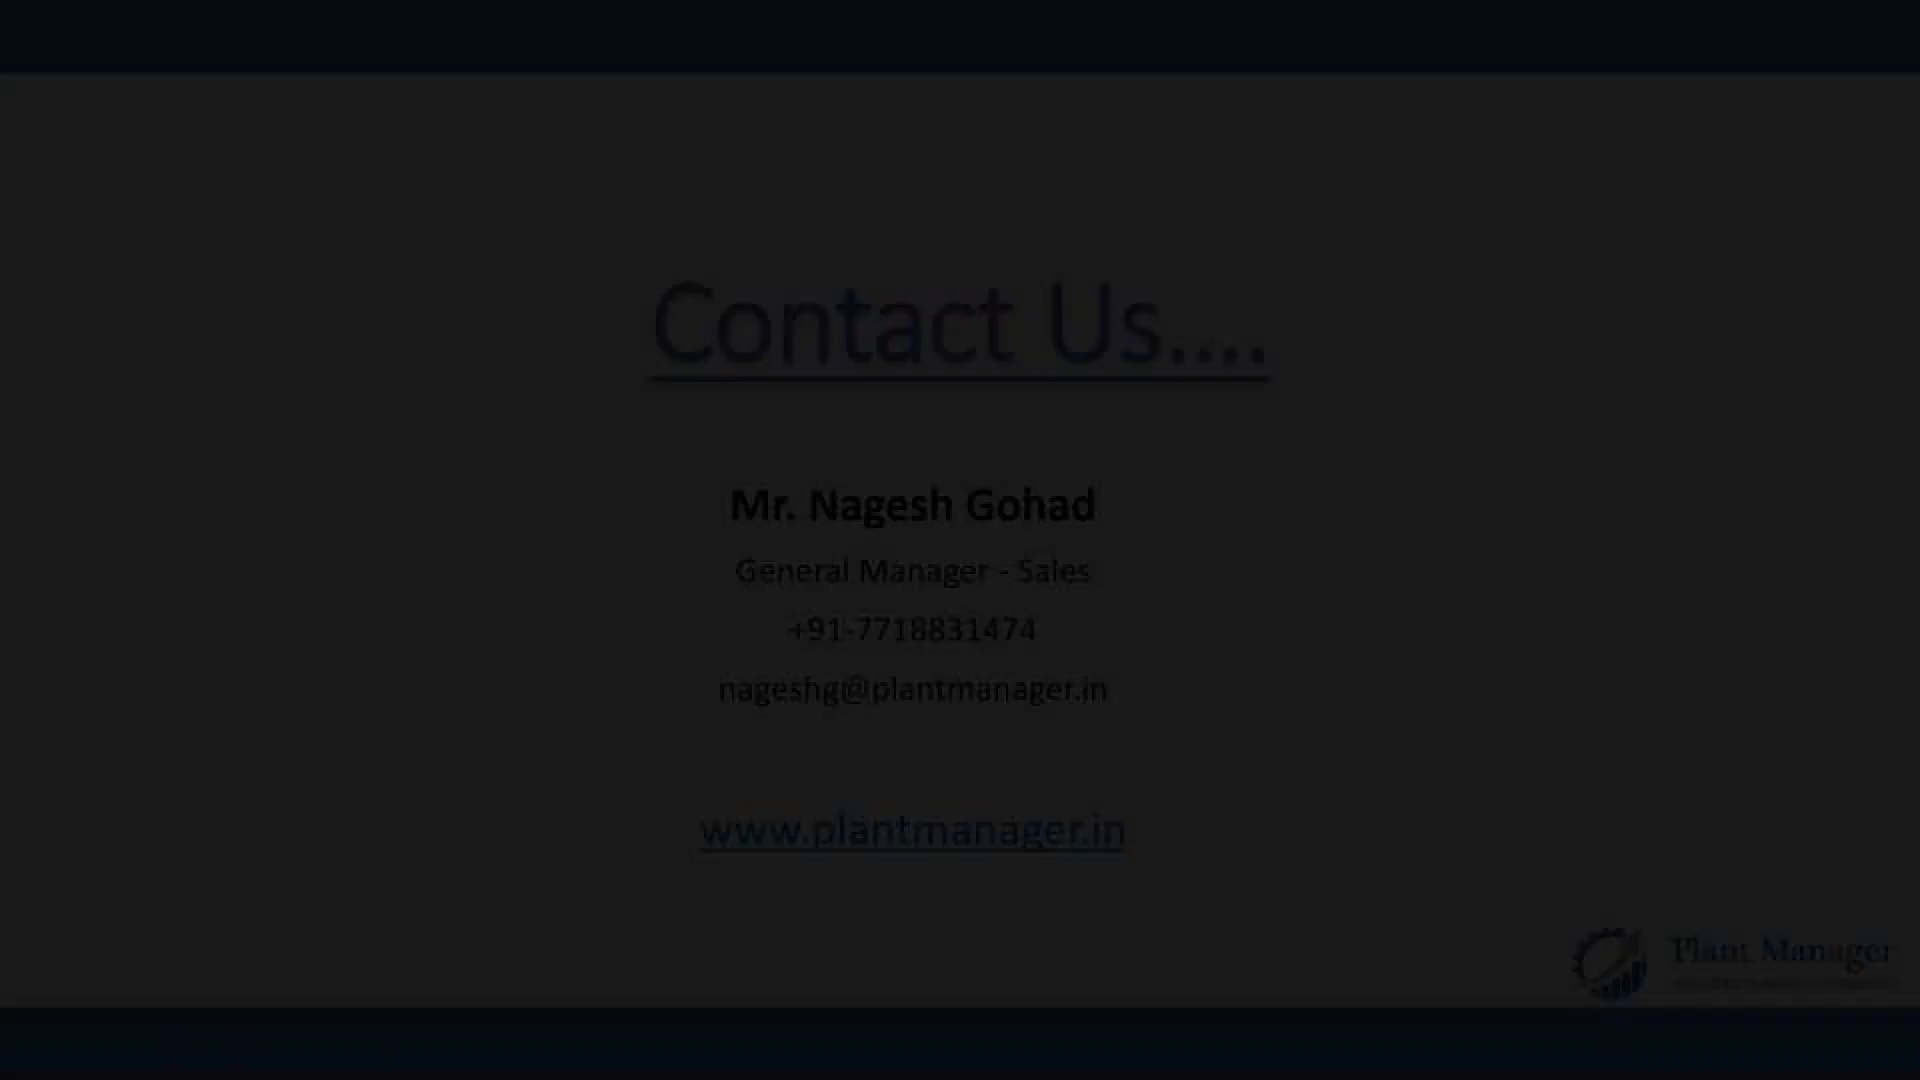 Contact Us....
Mr. Nagesh Gohad
General Manager - Sales
+91-7718831474
nageshg@plantmanager.in
www.plantmanager.in
Plant Manager